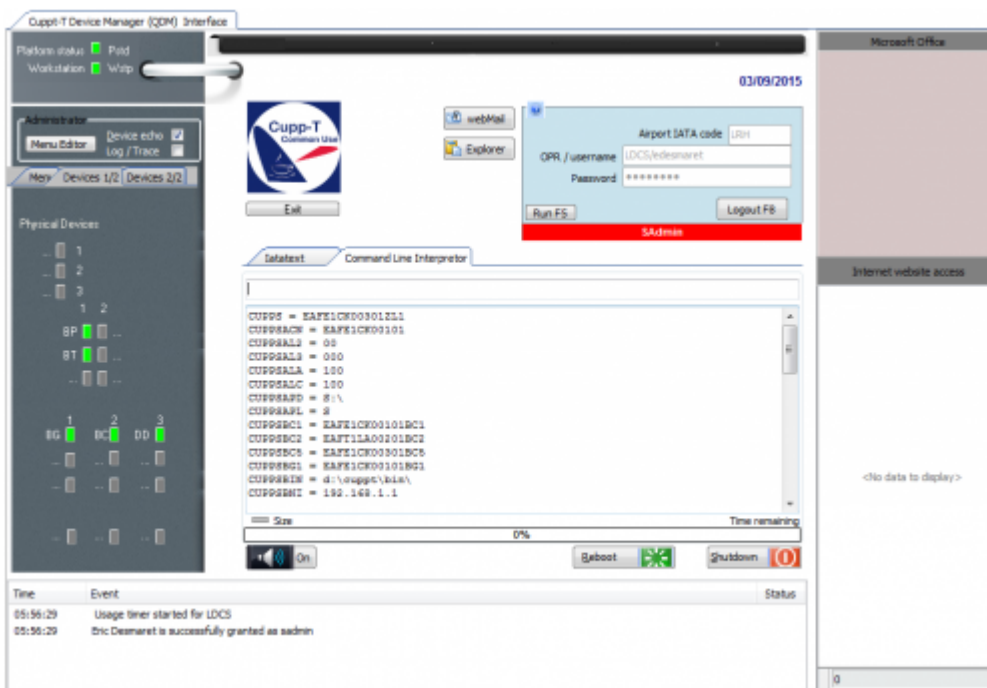 Cuppt-T Device Manager (QDM) Interface
Platform status Pstd
Workstation Wstp
Microsoft Office
03/09/2015
Administrator
Menu Editor
Device echo
Log / Trace
Menu Devices 1/2 Devices 2/2
Cupp-T
Common Use
webMail
Explorer
Exit
Airport IATA code LRH
OPR / username LDCS/edesmaret
Password ********
Run F5
Logout F8
SAdmin
Physical Devices
... 1
... 2
... 3
1 2
BP ...
BT ...
...
1 2 3
BG BC DD
... ... ...
... ... ...
... ... ...
Iatatext Command Line Interpretor
CUPPS = EAFE1CK00301ZL1
CUPPSACN = EAFE1CK00101
CUPPSAL2 = 00
CUPPSAL3 = 000
CUPPSALA = 100
CUPPSALC = 100
CUPPSAPD = S:\
CUPPSAPL = S
CUPPSBC1 = EAFE1CK00101BC1
CUPPSBC2 = EAFT1LA00201BC2
CUPPSBC5 = EAFE1CK00301BC5
CUPPSBG1 = EAFE1CK00101BG1
CUPPSBIN = d:\cuppt\bin\
CUPPSBMI = 192.168.1.1
Size Time remaining
0%
On
Reboot
Shutdown
Internet website access
<No data to display>
Time Event Status
05:56:29 Usage timer started for LDCS
05:56:29 Eric Desmaret is successfully granted as sadmin
0